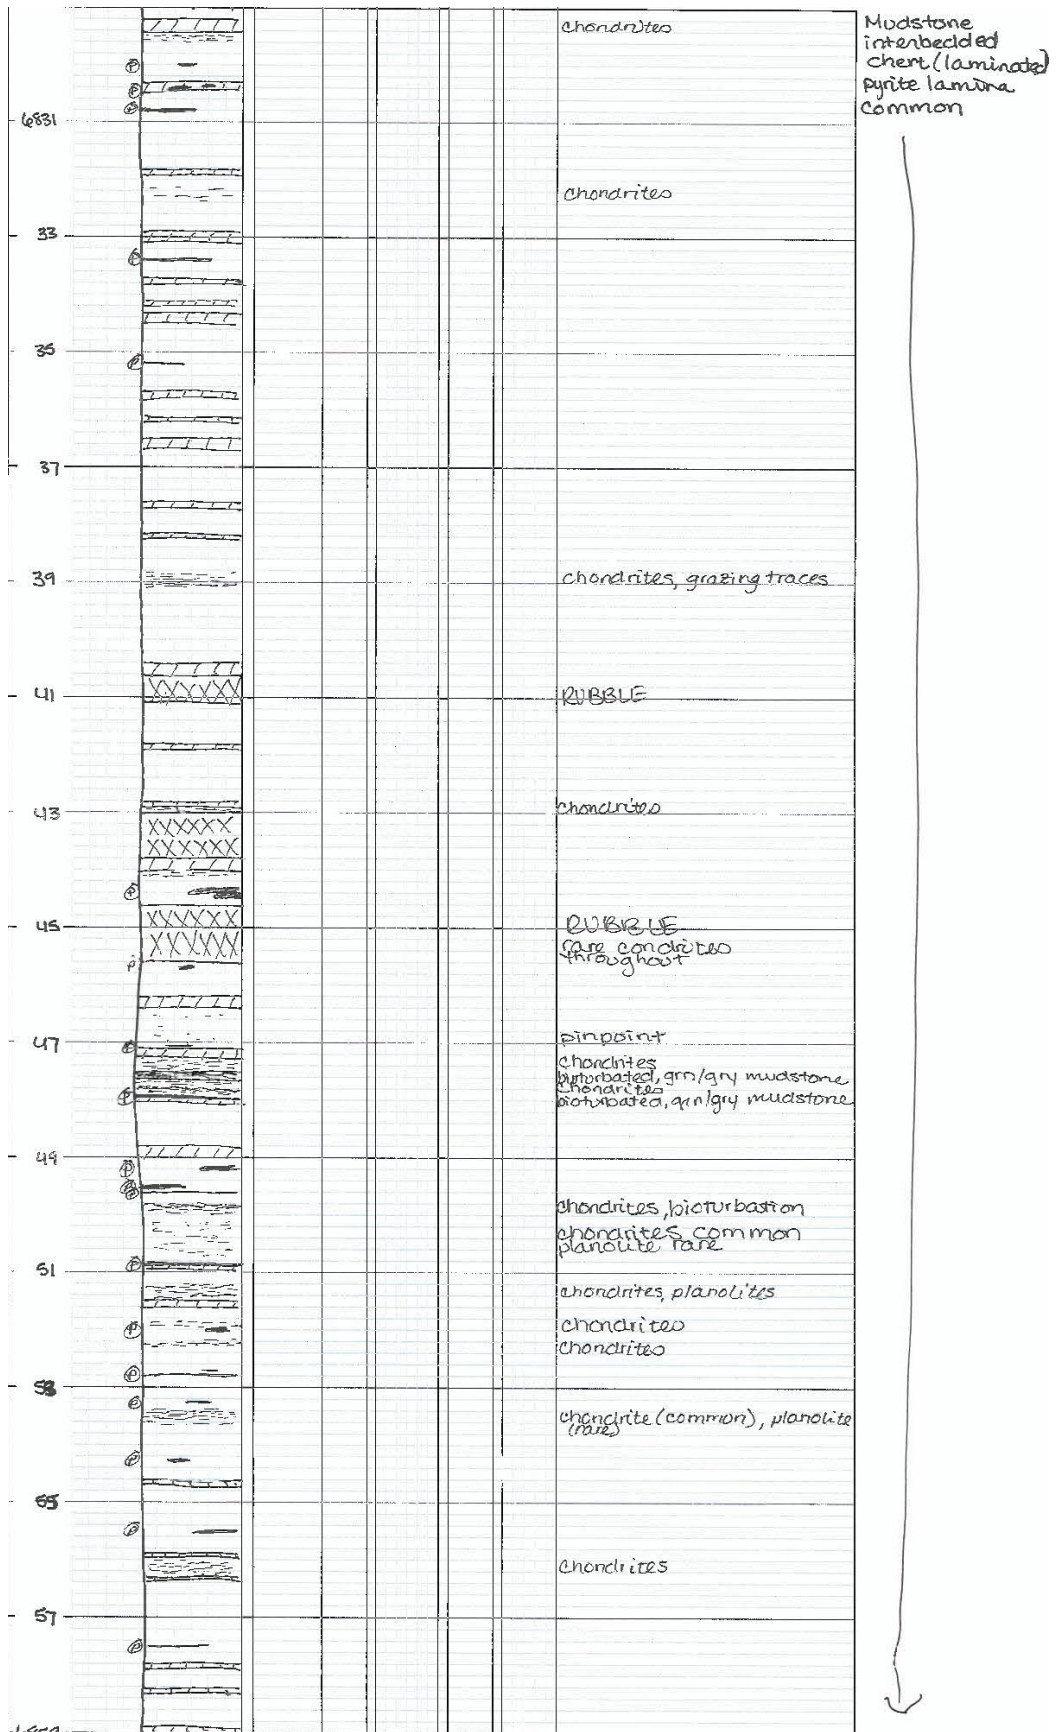 chondrites
Mudstone
interbedded
chert (laminated)
pyrite lamina
common
P
P
P
6831
chondrites
33
P
35
P
37
39
chondrites, grazing traces
41
RUBBLE
43
chondrites
P
45
RUBBLE
rare condrites
throughout
P
47
pinpoint
P
chondrites
bioturbated, grn/gry mudstone
chondrites
bioturbated, grn/gry mudstone
P
49
P
P
P
chondrites, bioturbastion
chondrites common
planolite rare
51
P
chondrites, planolites
P
chondrites
chondrites
P
53
P
chondrite (common), planolite
(rare)
P
55
P
chondrites
57
P